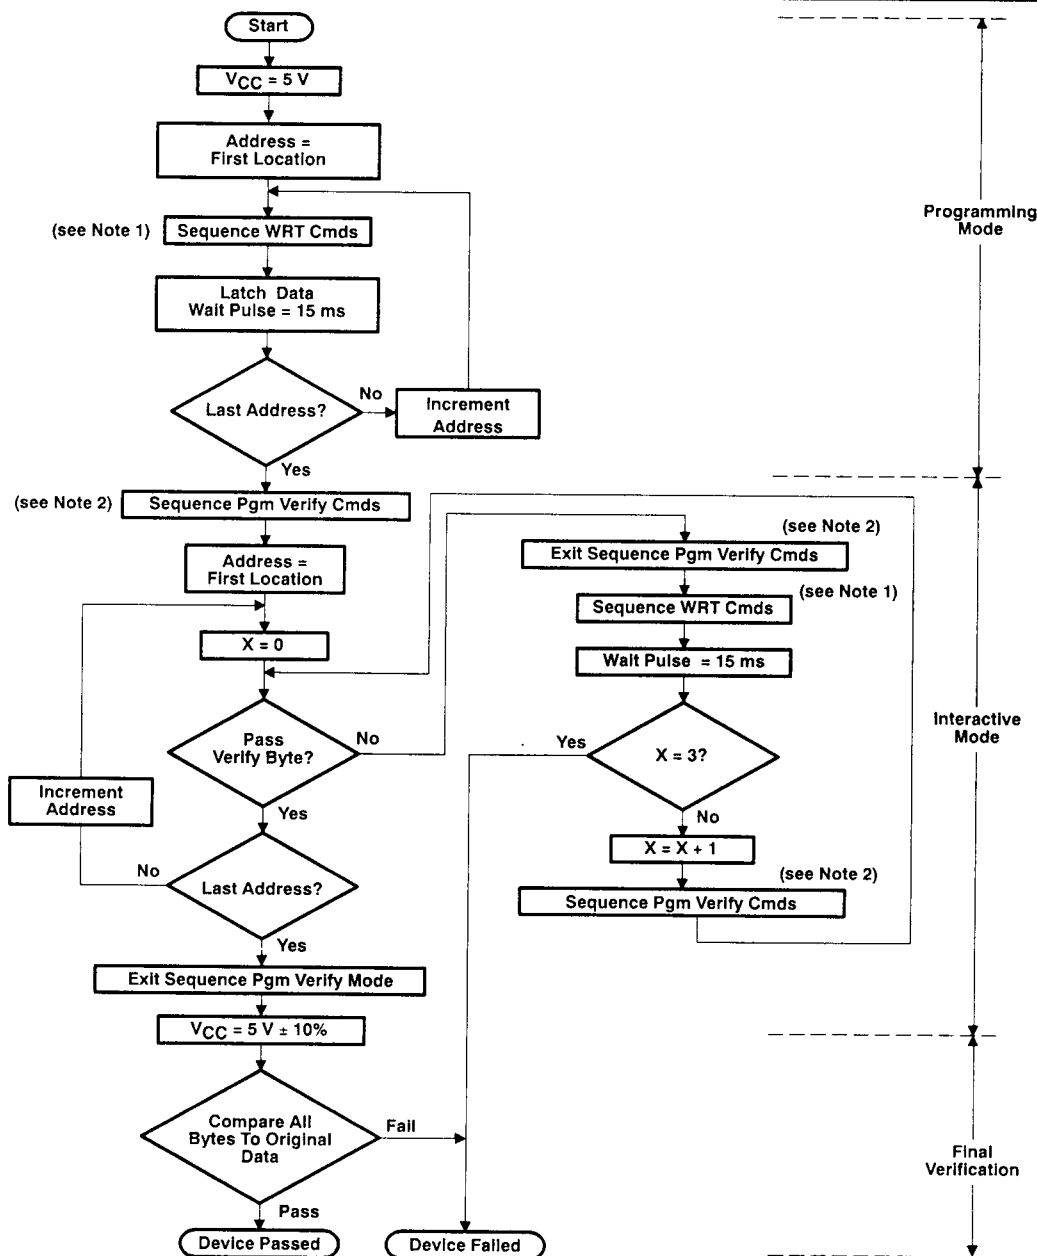 Start
VCC = 5 V
Address =
First Location
(see Note 1)
Sequence WRT Cmds
Latch Data
Wait Pulse = 15 ms
Last Address?
No
Increment
Address
Yes
Programming
Mode
(see Note 2)
Sequence Pgm Verify Cmds
Address =
First Location
X = 0
Pass
Verify Byte?
No
Yes
Increment
Address
No
Last Address?
Yes
Exit Sequence Pgm Verify Mode
(see Note 2)
Exit Sequence Pgm Verify Cmds
(see Note 1)
Sequence WRT Cmds
Wait Pulse = 15 ms
Yes
X = 3?
No
X = X + 1
(see Note 2)
Sequence Pgm Verify Cmds
Interactive
Mode
VCC = 5 V ± 10%
Compare All
Bytes To Original
Data
Fail
Pass
Device Passed
Device Failed
Final
Verification